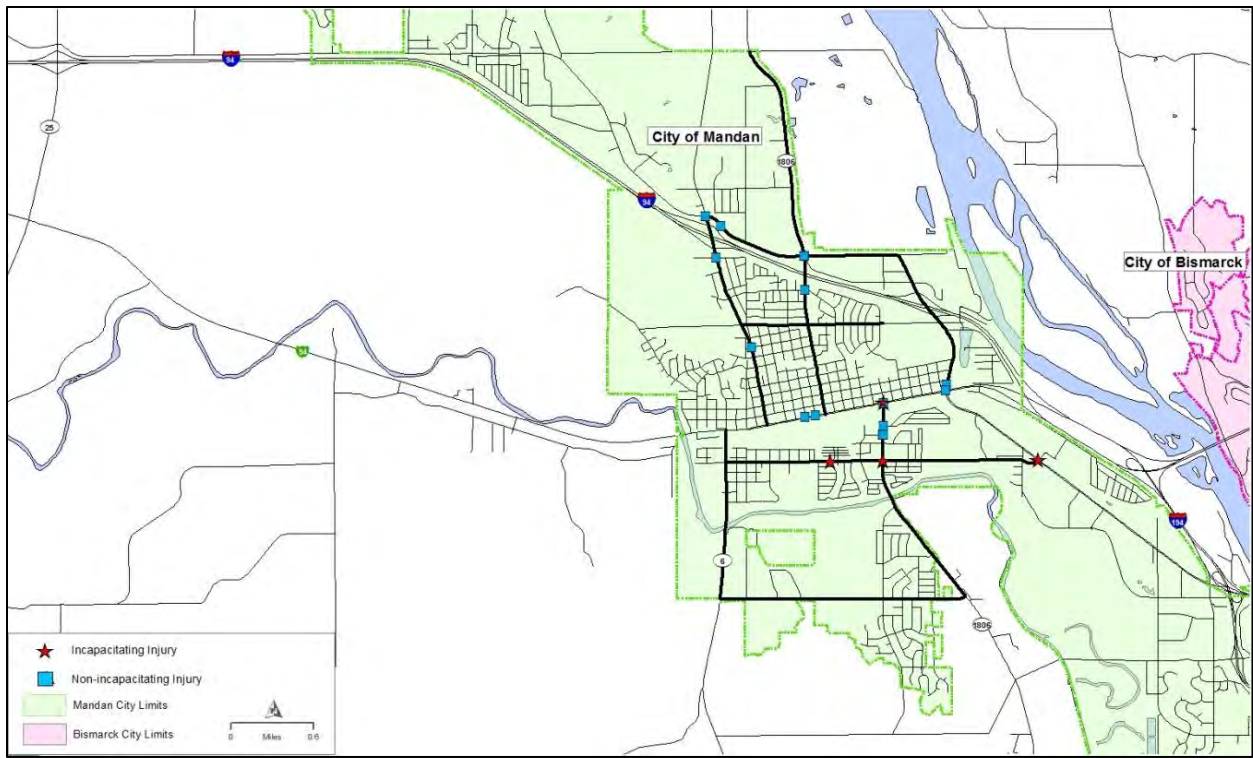 94
25
City of Mandan
1806
94
City of Bismarck
94
6
194
1806
Incapacitating Injury
Non-incapacitating Injury
Mandan City Limits
Bismarck City Limits
0 Miles 0.6